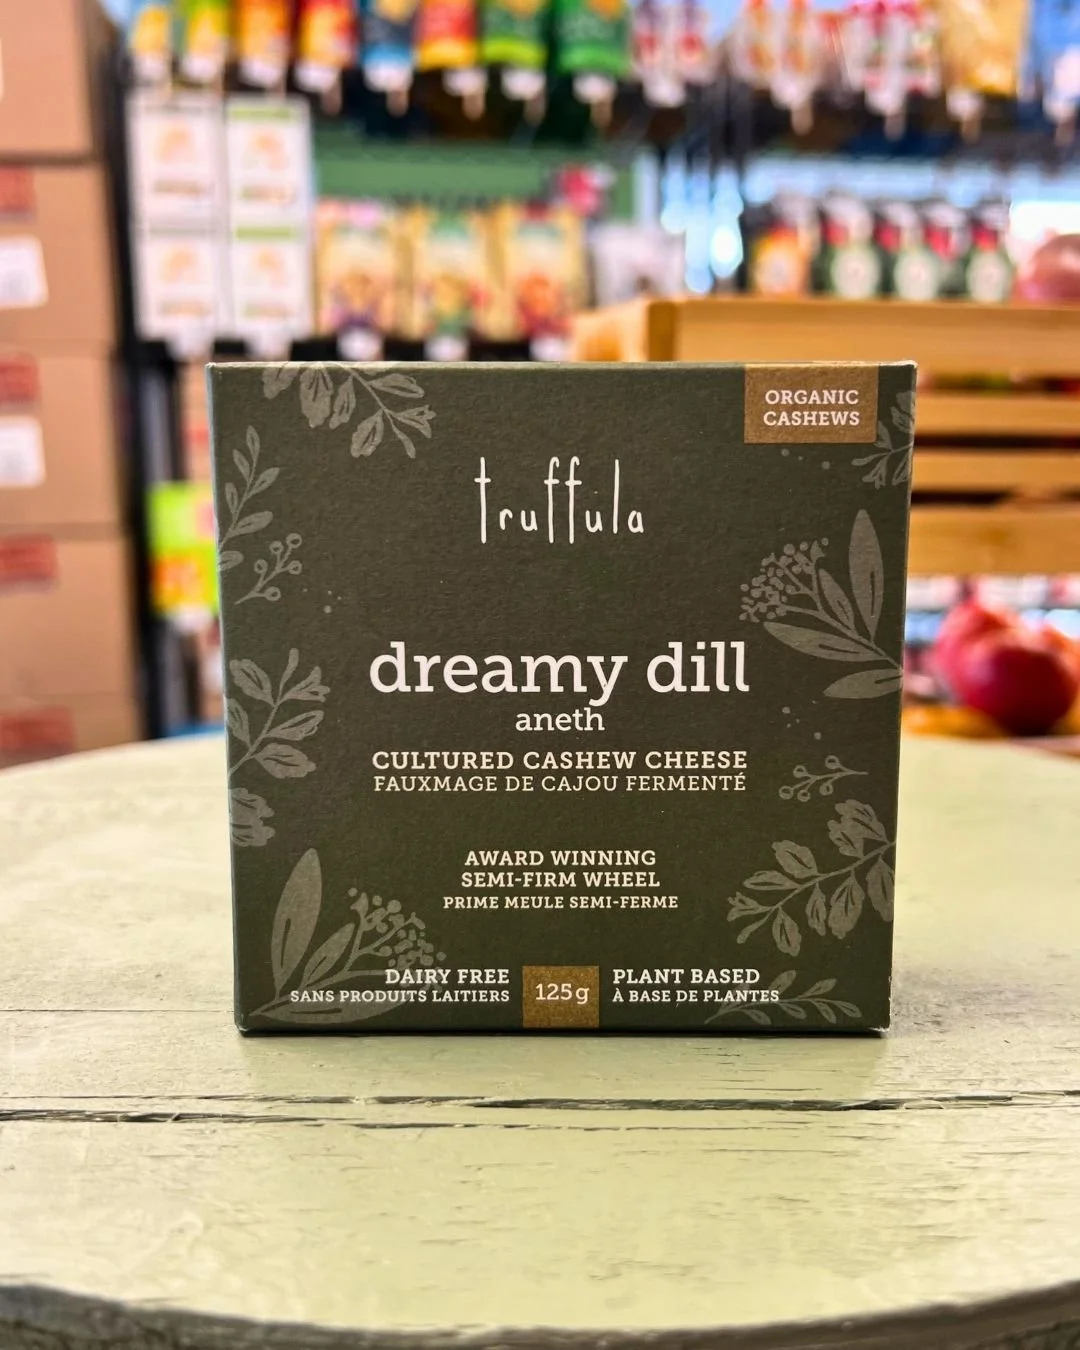 ORGANIC
CASHEWS
truffula
dreamy dill
aneth
CULTURED CASHEW CHEESE
FAUXMAGE DE CAJOU FERMENTÉ
AWARD WINNING
SEMI-FIRM WHEEL
PRIME MEULE SEMI-FERME
DAIRY FREE
SANS PRODUITS LAITIERS
125g
PLANT BASED
À BASE DE PLANTES